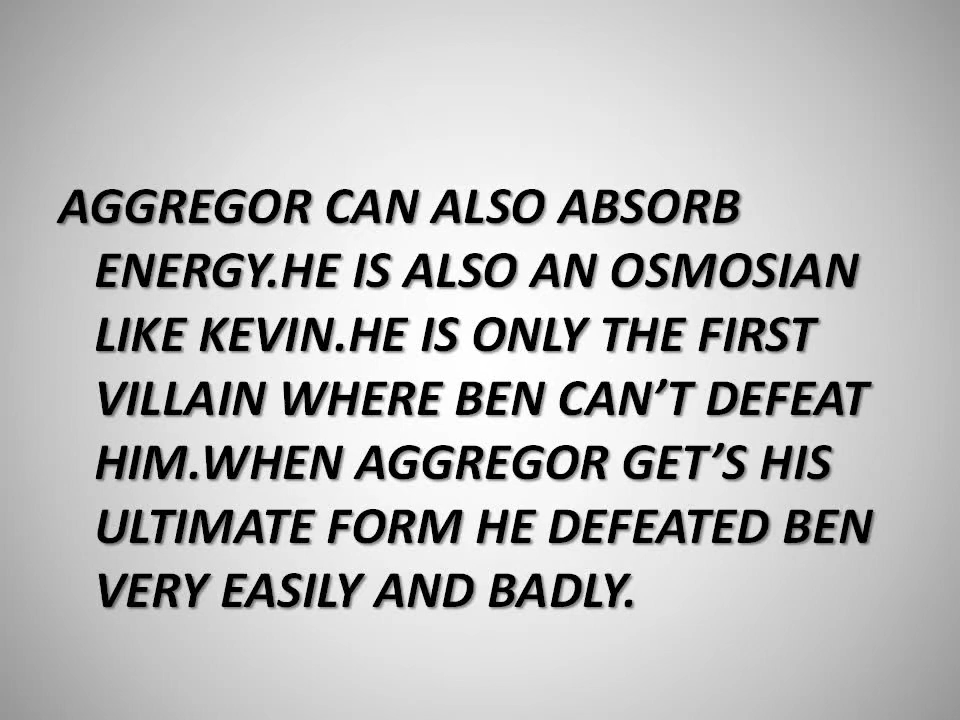 AGGREGOR CAN ALSO ABSORB
ENERGY.HE IS ALSO AN OSMOSIAN
LIKE KEVIN.HE IS ONLY THE FIRST
VILLAIN WHERE BEN CAN’T DEFEAT
HIM.WHEN AGGREGOR GET’S HIS
ULTIMATE FORM HE DEFEATED BEN
VERY EASILY AND BADLY.